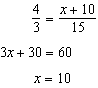 4/3 = (x + 10)/15
3x + 30 = 60
x = 10